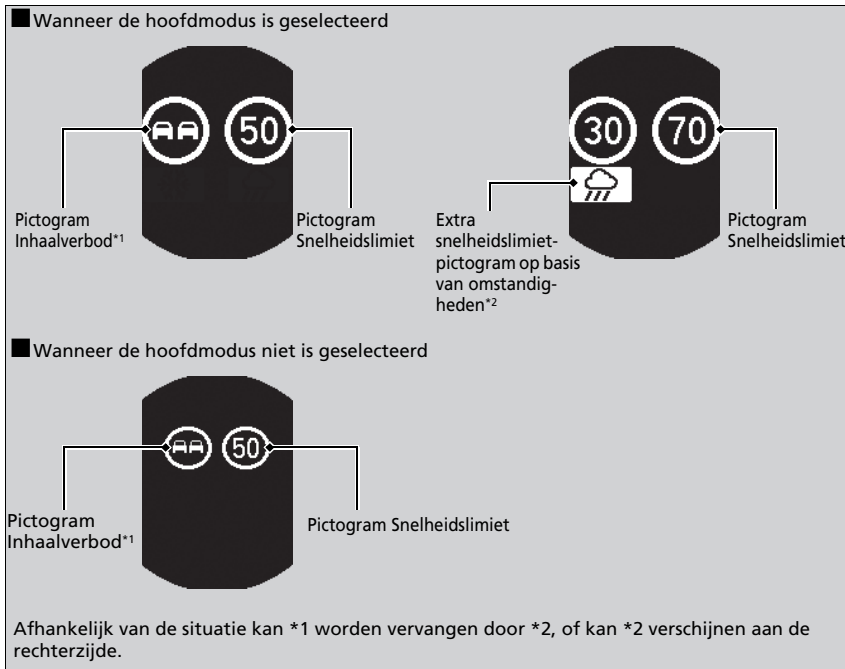 ■ Wanneer de hoofdmodus is geselecteerd
50
30
70
Pictogram
Inhaalverbod*1
Pictogram
Snelheidslimiet
Extra
snelheidslimiet-
pictogram op basis
van omstandig-
heden*2
Pictogram
Snelheidslimiet
■ Wanneer de hoofdmodus niet is geselecteerd
50
Pictogram
Inhaalverbod*1
Pictogram Snelheidslimiet
Afhankelijk van de situatie kan *1 worden vervangen door *2, of kan *2 verschijnen aan de
rechterzijde.